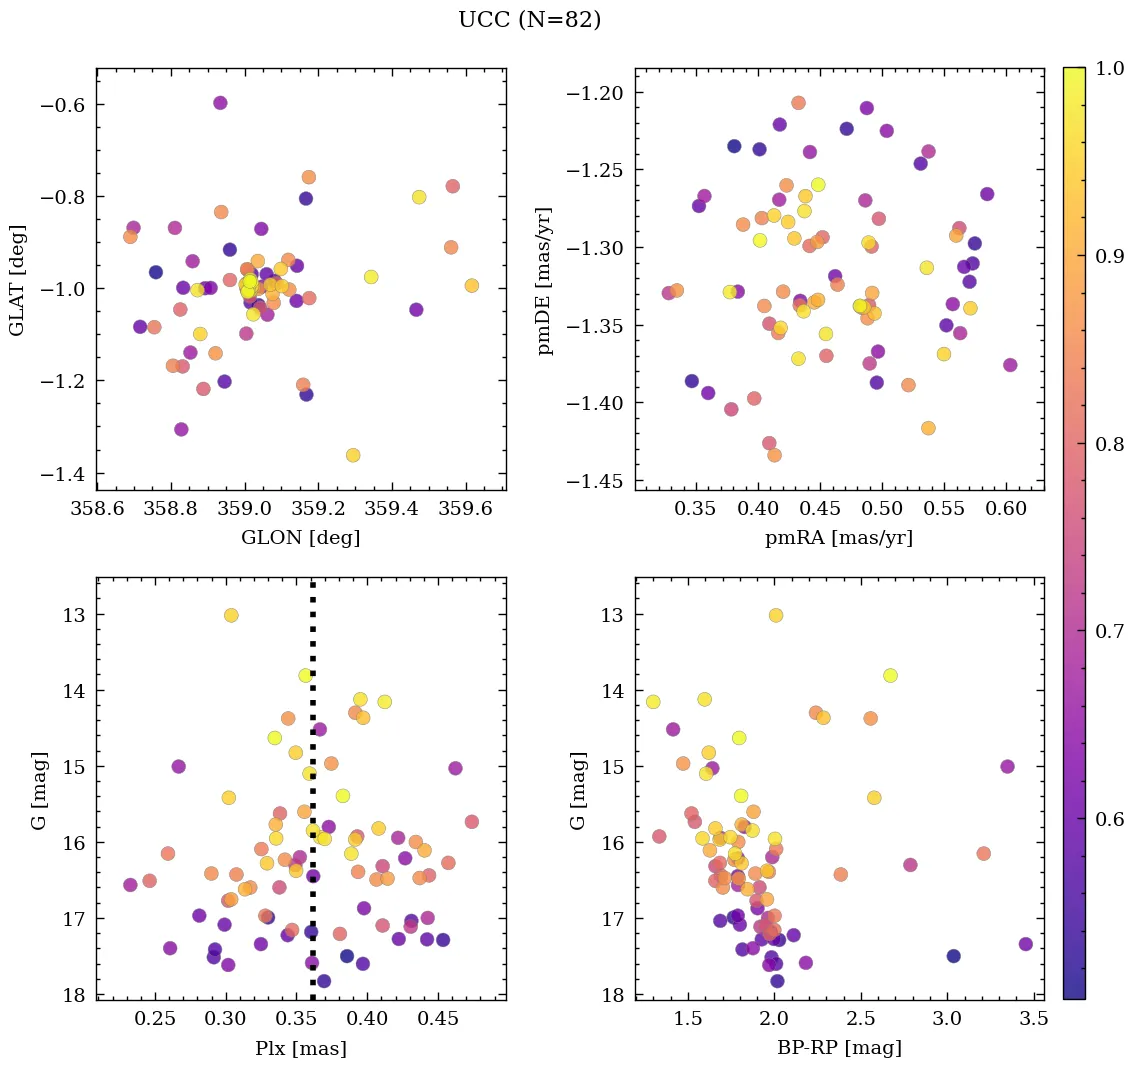 UCC (N=82)
−0.6
−0.8
−1.0
−1.2
−1.4
GLAT [deg]
358.6 358.8 359.0 359.2 359.4 359.6
GLON [deg]
−1.20
−1.25
−1.30
−1.35
−1.40
−1.45
pmDE [mas/yr]
0.35 0.40 0.45 0.50 0.55 0.60
pmRA [mas/yr]
1.0
0.9
0.8
0.7
0.6
13
14
15
16
17
18
G [mag]
0.25 0.30 0.35 0.40 0.45
Plx [mas]
13
14
15
16
17
18
G [mag]
1.5 2.0 2.5 3.0 3.5
BP-RP [mag]